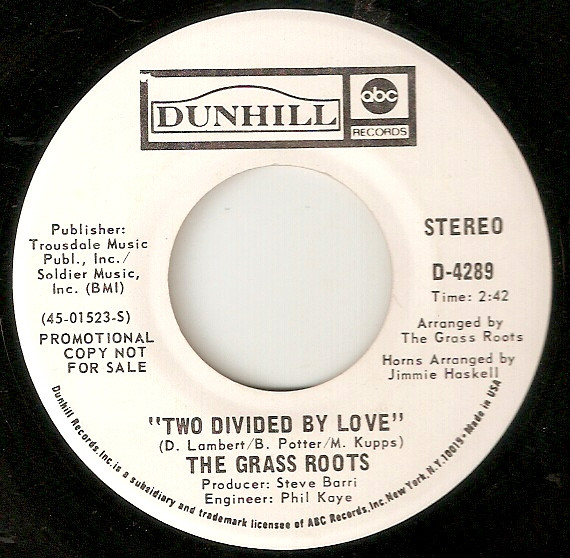 DUNHILL
abc
RECORDS
Publisher:
Trousdale Music
Publ., Inc./
Soldier Music,
Inc. (BMI)
(45-01523-S)
PROMOTIONAL
COPY NOT
FOR SALE
STEREO
D-4289
Time: 2:42
Arranged by
The Grass Roots
Horns Arranged by
Jimmie Haskell
"TWO DIVIDED BY LOVE"
(D. Lambert/B. Potter/M. Kupps)
THE GRASS ROOTS
Producer: Steve Barri
Engineer: Phil Kaye
Dunhill Records, Inc. is a subsidiary and trademark licensee of ABC Records, Inc. New York, N.Y. 10019 • Made in USA